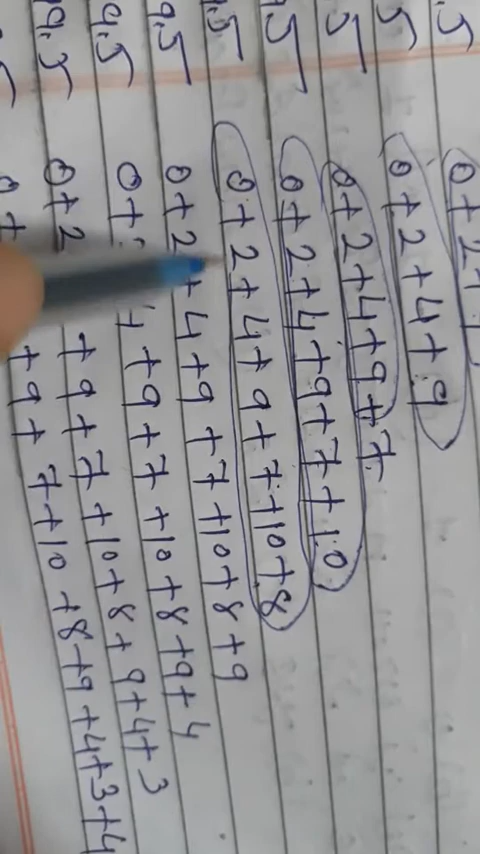 .5 0+2+
5 0+2+4+9
.5 0+2+4+9+7
9.5 0+2+4+9+7+10
.5 0+2+4+9+7+10+8
9.5 0+2+4+9+7+10+8+9
9.5 0+ 4+9+7+10+8+9+4
9.5 0+2 +9+7+10+8+9+4+3
5 0+ +9+7+10+8+9+4+3+4